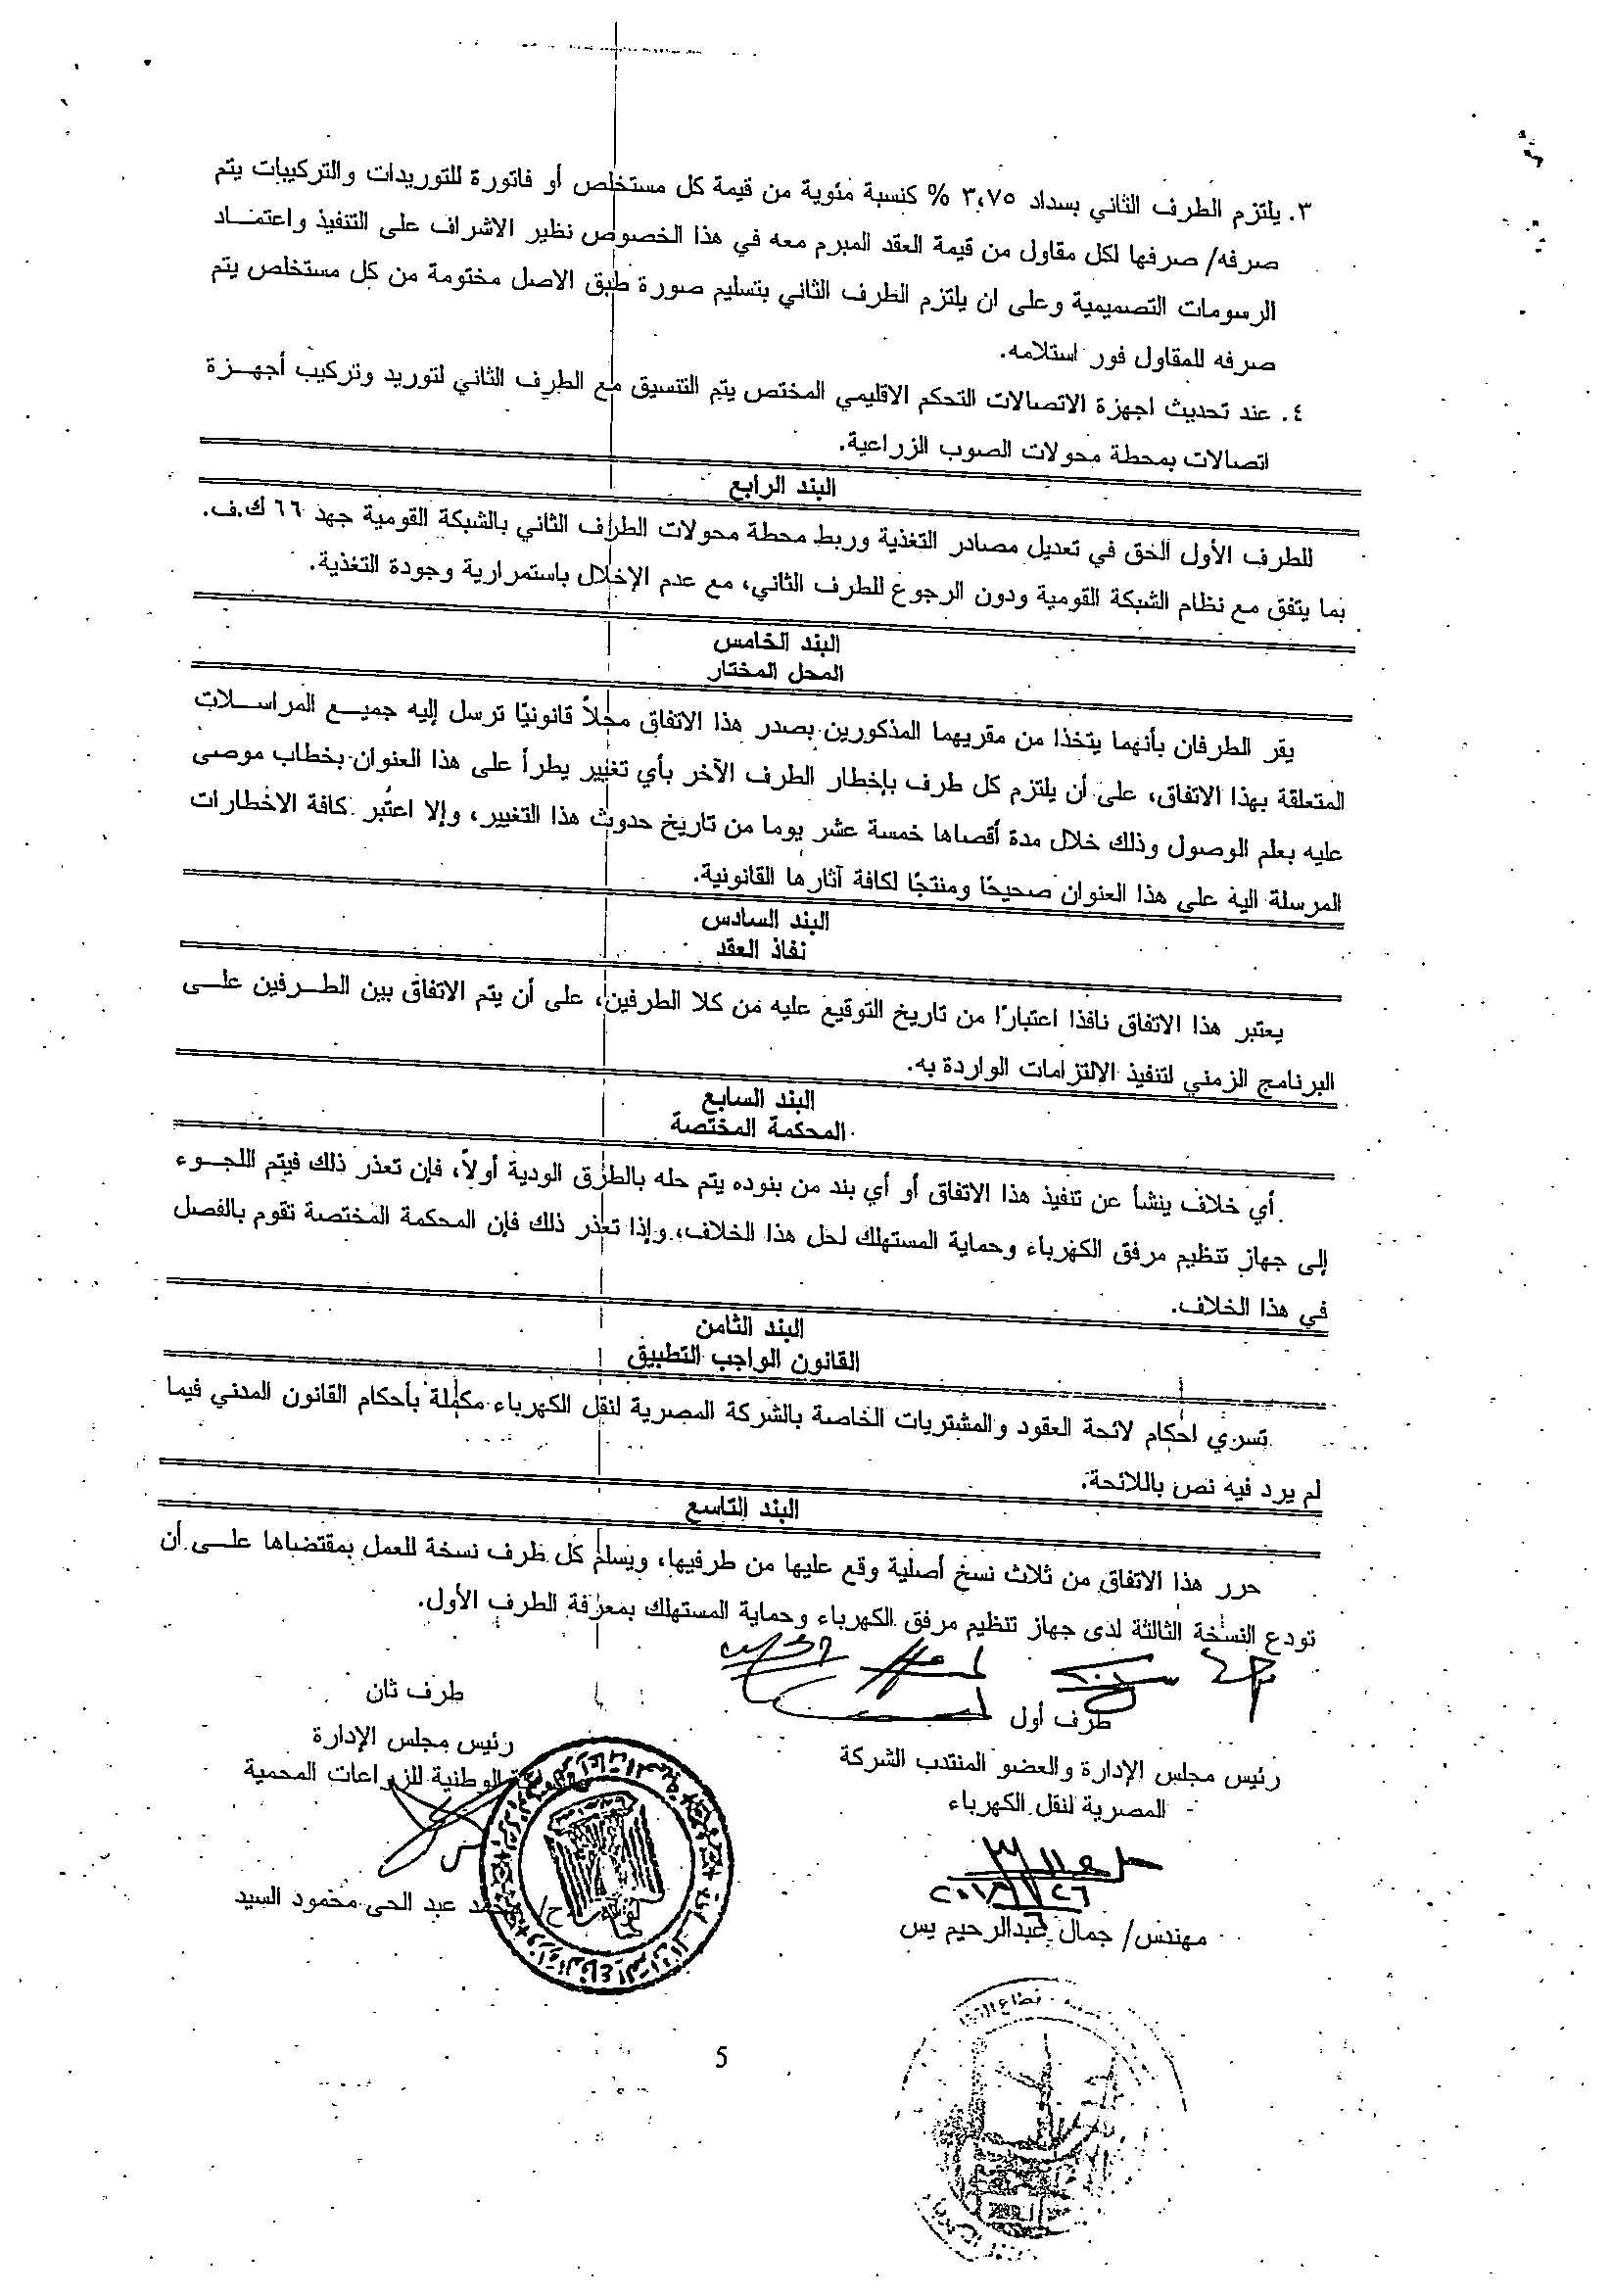 ٣. يلتزم الطرف الثاني بسداد ٣,٧٥ % كنسبة مئوية من قيمة كل مستخلص أو فاتورة للتوريدات والتركيبات يتم
صرفه/ صرفها لكل مقاول من قيمة العقد المبرم معه في هذا الخصوص نظير الاشراف على التنفيذ واعتماد
الرسومات التصميمية وعلى ان يلتزم الطرف الثاني بتسليم صورة طبق الاصل مختومة من كل مستخلص يتم
صرفه للمقاول فور استلامه.
٤. عند تحديث اجهزة الاتصالات التحكم الاقليمي المختص يتم التنسيق مع الطرف الثاني لتوريد وتركيب أجهزة
اتصالات بمحطة محولات الصوب الزراعية.
البند الرابع
للطرف الأول الحق في تعديل مصادر التغذية وربط محطة محولات الطرف الثاني بالشبكة القومية جهد ٦٦ ك.ف.
بما يتفق مع نظام الشبكة القومية ودون الرجوع للطرف الثاني، مع عدم الإخلال باستمرارية وجودة التغذية.
البند الخامس
المحل المختار
يقر الطرفان بأنهما يتخذا من مقريهما المذكورين بصدر هذا الاتفاق محلاً قانونيًا ترسل إليه جميع المراسلات
المتعلقة بهذا الاتفاق، على أن يلتزم كل طرف بإخطار الطرف الآخر بأي تغيير يطرأ على هذا العنوان بخطاب موصى
عليه بعلم الوصول وذلك خلال مدة أقصاها خمسة عشر يوما من تاريخ حدوث هذا التغيير، وإلا اعتبر كافة الاخطارات
المرسلة اليه على هذا العنوان صحيحًا ومنتجًا لكافة آثارها القانونية.
البند السادس
نفاذ العقد
يعتبر هذا الاتفاق نافذا اعتبارًا من تاريخ التوقيع عليه من كلا الطرفين، على أن يتم الاتفاق بين الطرفين على
البرنامج الزمني لتنفيذ الالتزامات الواردة به.
البند السابع
المحكمة المختصة
أي خلاف ينشأ عن تنفيذ هذا الاتفاق أو أي بند من بنوده يتم حله بالطرق الودية أولاً، فإن تعذر ذلك فيتم اللجوء
إلى جهاز تنظيم مرفق الكهرباء وحماية المستهلك لحل هذا الخلاف، وإذا تعذر ذلك فإن المحكمة المختصة تقوم بالفصل
في هذا الخلاف.
البند الثامن
القانون الواجب التطبيق
تسري احكام لائحة العقود والمشتريات الخاصة بالشركة المصرية لنقل الكهرباء مكملة بأحكام القانون المدني فيما
لم يرد فيه نص باللائحة.
البند التاسع
حرر هذا الاتفاق من ثلاث نسخ أصلية وقع عليها من طرفيها، ويسلم كل طرف نسخة للعمل بمقتضاها على أن
تودع النسخة الثالثة لدى جهاز تنظيم مرفق الكهرباء وحماية المستهلك بمعرفة الطرف الأول.
طرف أول
رئيس مجلس الإدارة والعضو المنتدب الشركة
المصرية لنقل الكهرباء
مهندس/ جمال عبدالرحيم يس
طرف ثان
رئيس مجلس الإدارة
الوطنية للزراعات المحمية
محمد عبد الحى محمود السيد
5